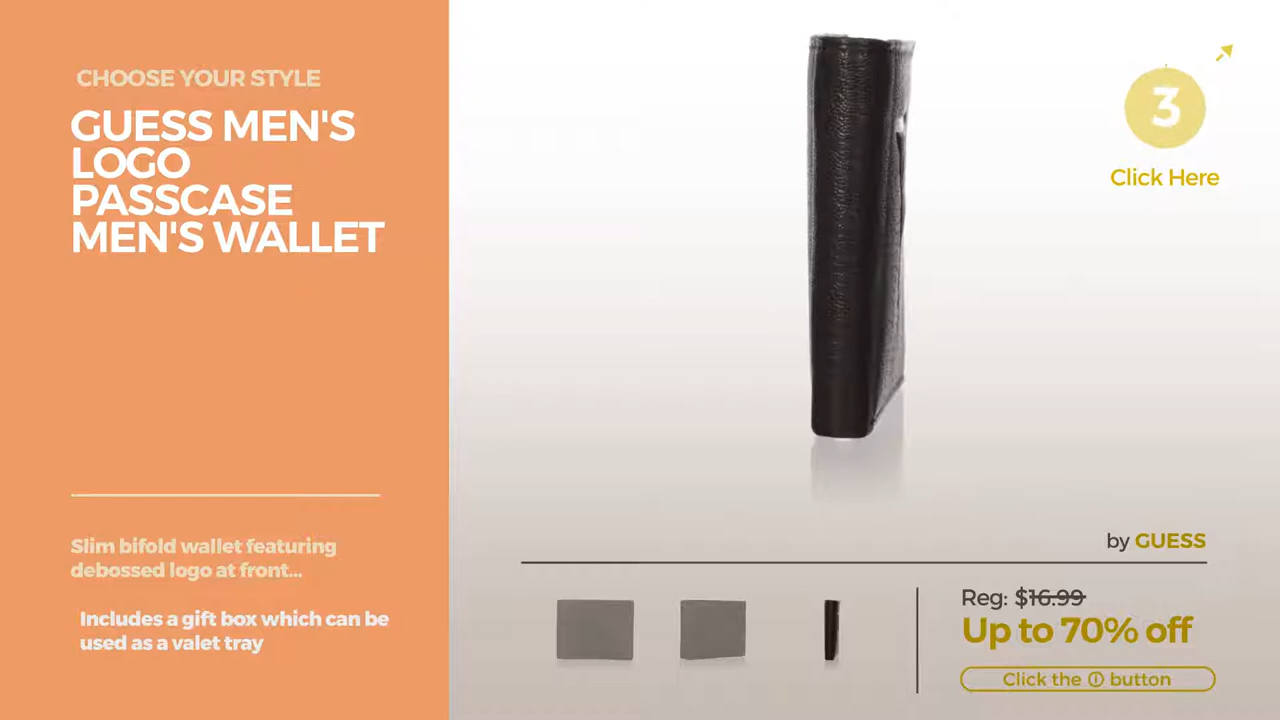 CHOOSE YOUR STYLE
GUESS MEN'S
LOGO
PASSCASE
MEN'S WALLET
Slim bifold wallet featuring
debossed logo at front...
Includes a gift box which can be
used as a valet tray
3
Click Here
by GUESS
Reg: $16.99
Up to 70% off
Click the ⓘ button